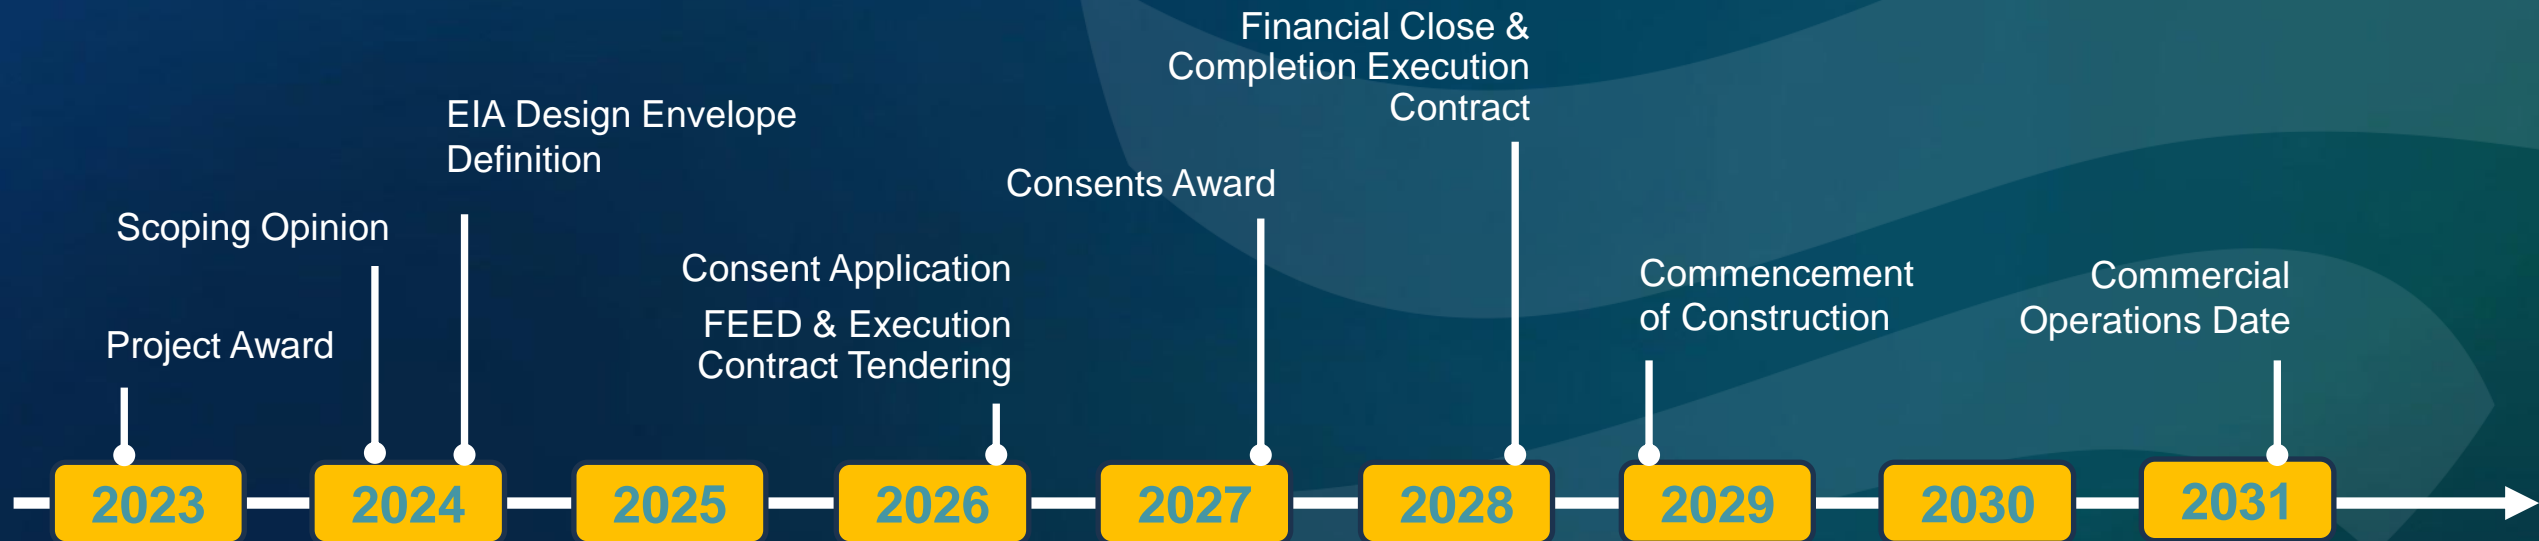 Project Award
Scoping Opinion
EIA Design Envelope
Definition
Consent Application
FEED & Execution
Contract Tendering
Consents Award
Financial Close &
Completion Execution
Contract
Commencement
of Construction
Commercial
Operations Date
2023
2024
2025
2026
2027
2028
2029
2030
2031